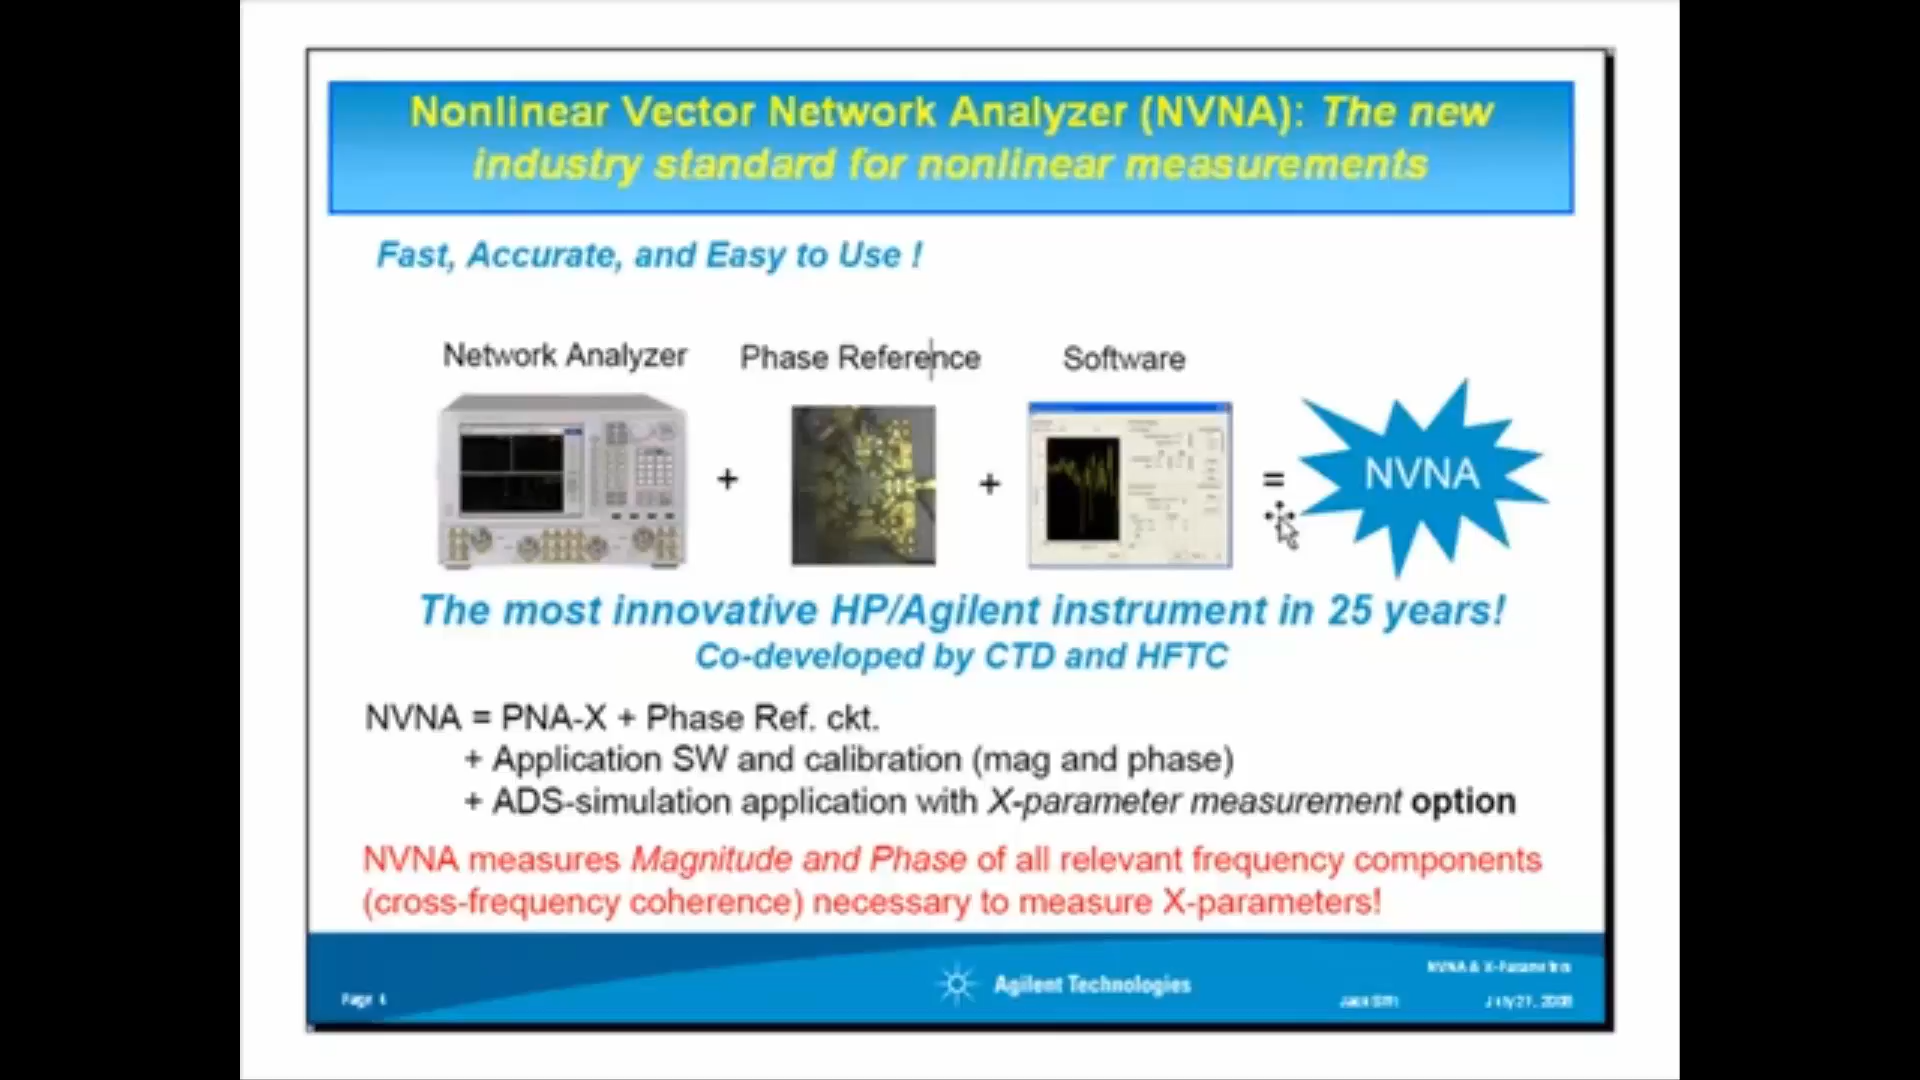 Nonlinear Vector Network Analyzer (NVNA): The new
industry standard for nonlinear measurements
Fast, Accurate, and Easy to Use !
Network Analyzer
Phase Reference
Software
+
+
=
NVNA
The most innovative HP/Agilent instrument in 25 years!
Co-developed by CTD and HFTC
NVNA = PNA-X + Phase Ref. ckt.
+ Application SW and calibration (mag and phase)
+ ADS-simulation application with X-parameter measurement option
NVNA measures Magnitude and Phase of all relevant frequency components
(cross-frequency coherence) necessary to measure X-parameters!
NVNA & X-Parameters
Agilent Technologies
Page